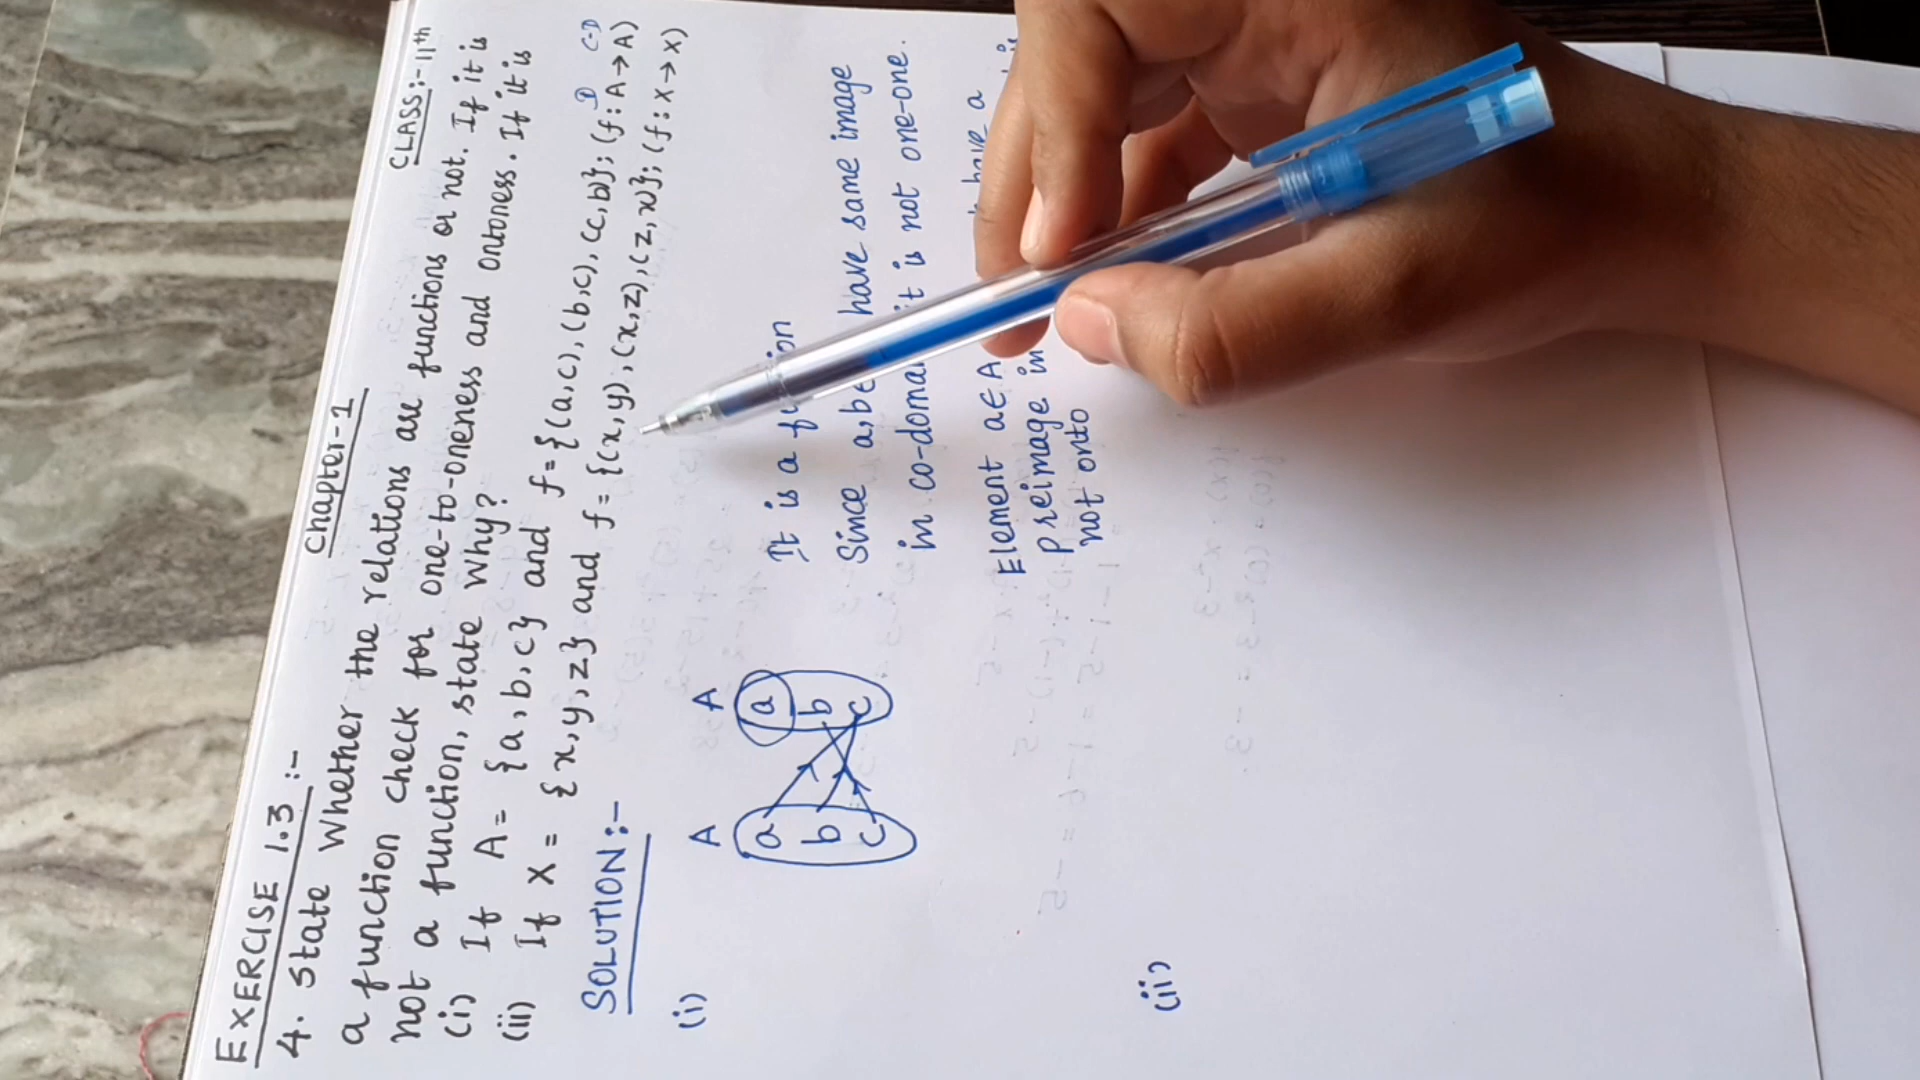 EXERCISE 1.3 :- Chapter-1 CLASS:-11th
4. State whether the relations are functions or not. If it is
a function check for one-to-oneness and ontoness. If it is
not a function, state why?
(i) If A = {a,b,c} and f={(a,c),(b,c),(c,b)}; (f:A→A)
D C-D
(ii) If X = {x,y,z} and f={(x,y),(x,z),(z,x)}; (f:x→x)
SOLUTION:-
(i)
A A
a a
b b
c c
It is a
Since a,b∈ have same image
in co-domain it is not one-one.
Element a∈A have a
Preimage in
not onto
(ii)